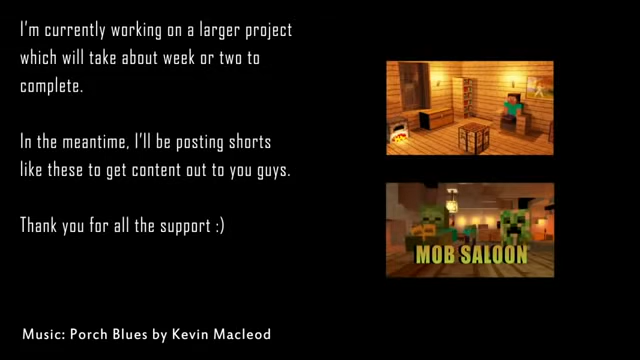 I'm currently working on a larger project
which will take about week or two to
complete.
In the meantime, I'll be posting shorts
like these to get content out to you guys.
Thank you for all the support :)
MOB SALOON
Music: Porch Blues by Kevin Macleod